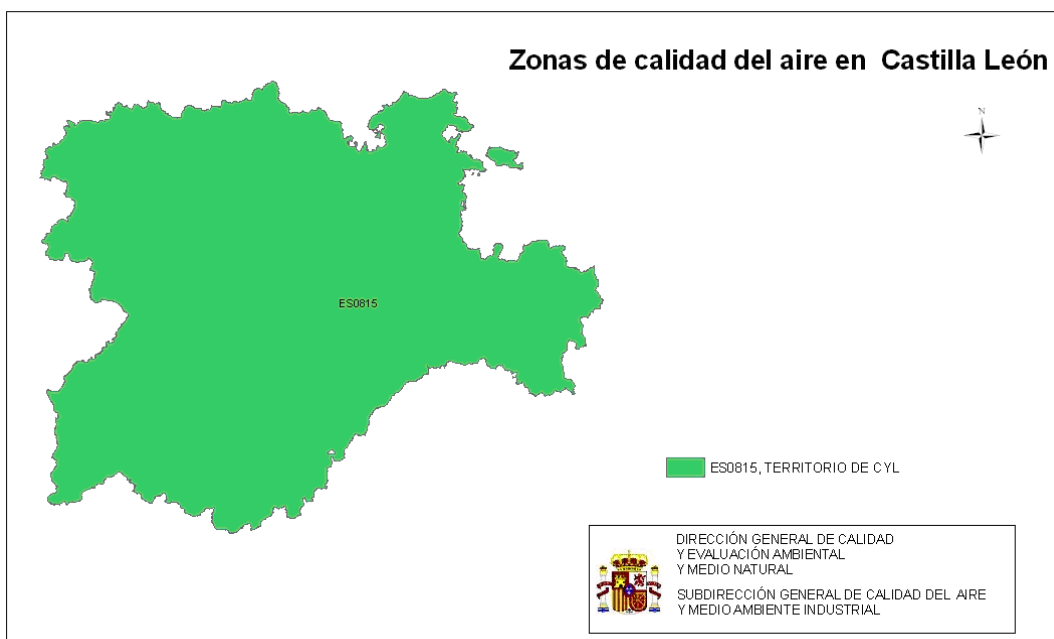 Zonas de calidad del aire en Castilla León
N
ES0815
ES0815, TERRITORIO DE CYL
DIRECCIÓN GENERAL DE CALIDAD
Y EVALUACIÓN AMBIENTAL
Y MEDIO NATURAL
SUBDIRECCIÓN GENERAL DE CALIDAD DEL AIRE
Y MEDIO AMBIENTE INDUSTRIAL